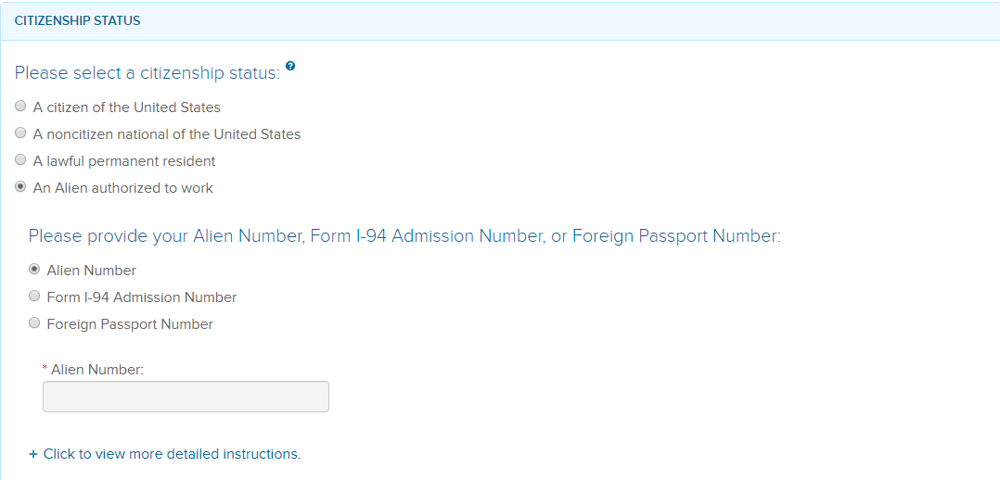 CITIZENSHIP STATUS
Please select a citizenship status: ?
A citizen of the United States
A noncitizen national of the United States
A lawful permanent resident
An Alien authorized to work
Please provide your Alien Number, Form I-94 Admission Number, or Foreign Passport Number:
Alien Number
Form I-94 Admission Number
Foreign Passport Number
* Alien Number:
+ Click to view more detailed instructions.